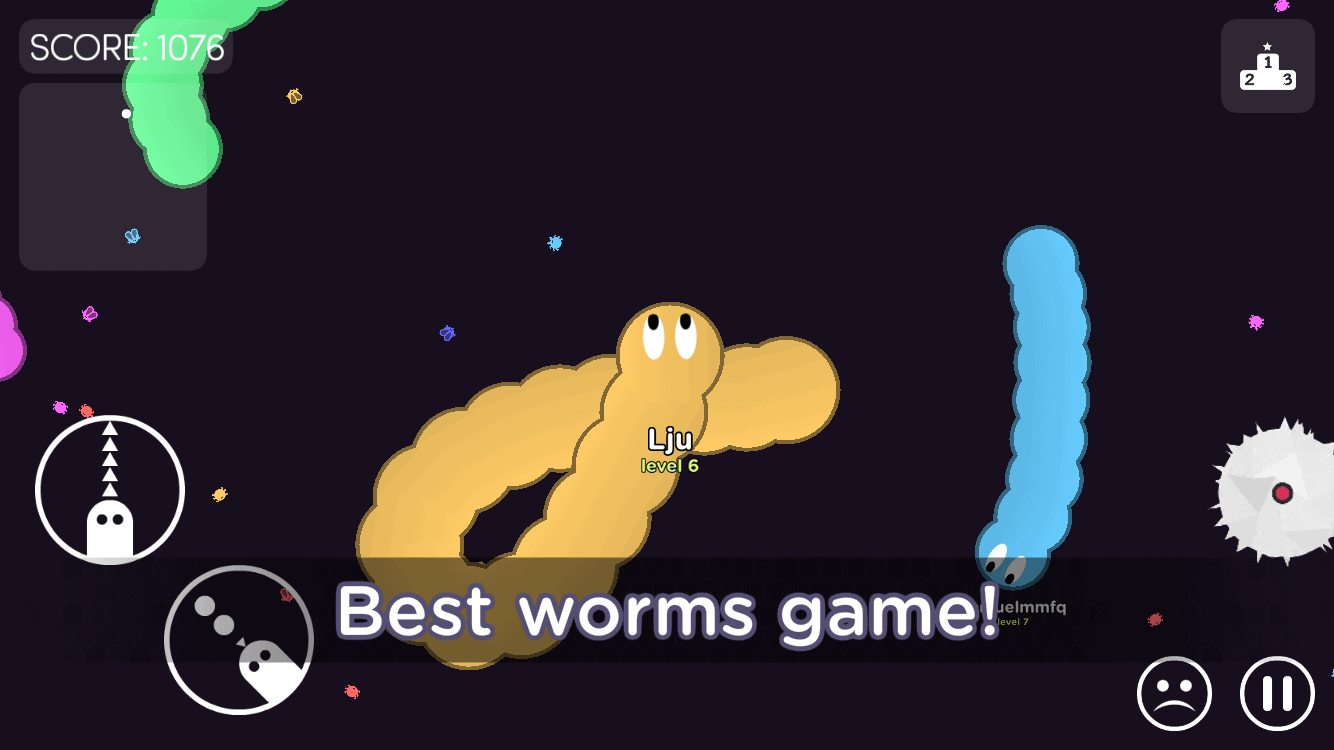 SCORE: 1076
1
2 3
Lju
level 6
Best worms game!
level 7